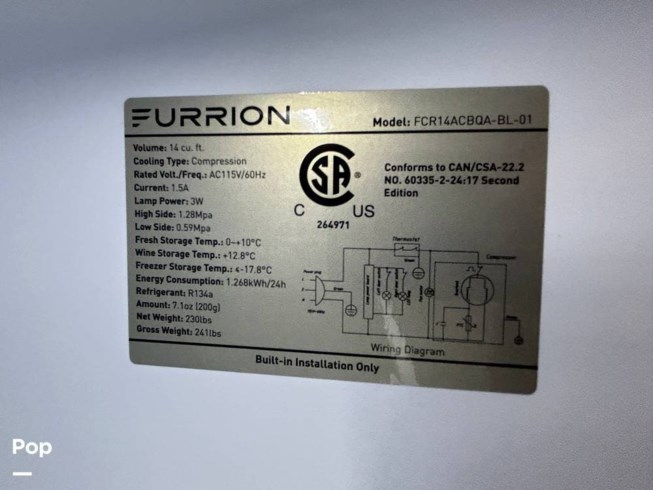 FURRION
Model: FCR14ACBQA-BL-01
Volume: 14 cu. ft.
Cooling Type: Compression
Rated Volt./Freq.: AC115V/60Hz
Current: 1.5A
Lamp Power: 3W
High Side: 1.28Mpa
Low Side: 0.59Mpa
Fresh Storage Temp.: 0~+10°C
Wine Storage Temp.: +12.8°C
Freezer Storage Temp.: <-17.8°C
Energy Consumption: 1.268kWh/24h
Refrigerant: R134a
Amount: 7.1oz (200g)
Net Weight: 230lbs
Gross Weight: 241lbs
CSA ®
C US
264971
Conforms to CAN/CSA-22.2
NO. 60335-2-24:17 Second
Edition
Thermostat
Compressor
Power plug
Wiring Diagram
Built-in Installation Only
Pop